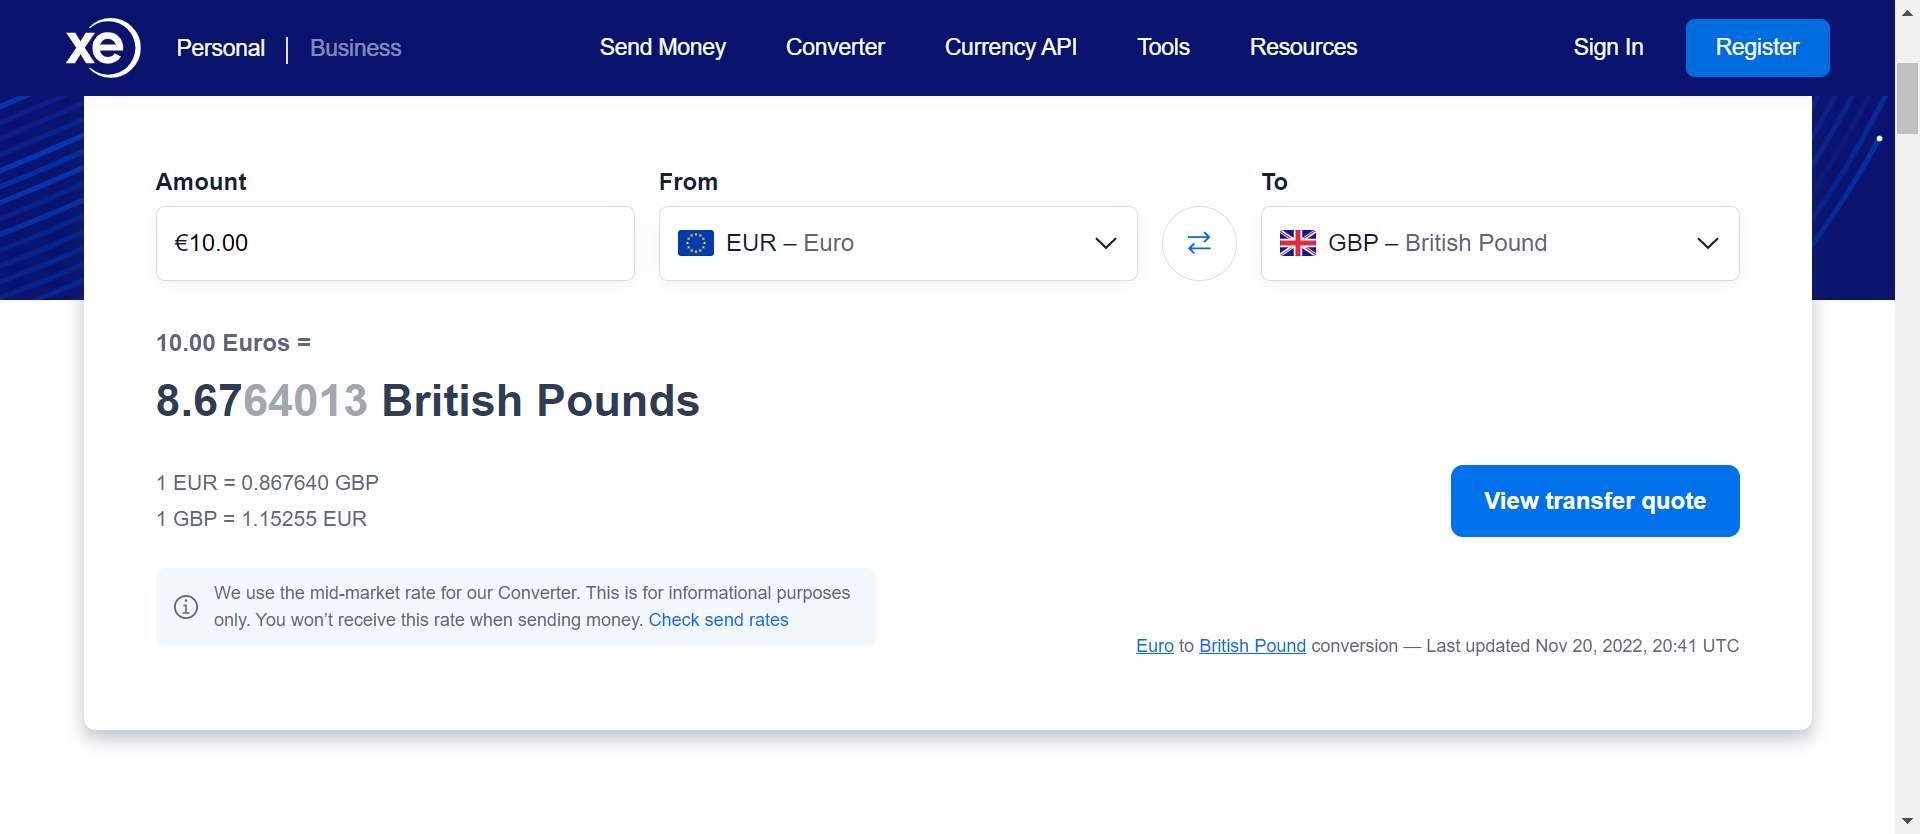 xe Personal | Business Send Money Converter Currency API Tools Resources Sign In Register
Amount From To
€10.00 EUR – Euro GBP – British Pound
10.00 Euros =
8.6764013 British Pounds
1 EUR = 0.867640 GBP
1 GBP = 1.15255 EUR
View transfer quote
We use the mid-market rate for our Converter. This is for informational purposes
only. You won’t receive this rate when sending money. Check send rates
Euro to British Pound conversion — Last updated Nov 20, 2022, 20:41 UTC